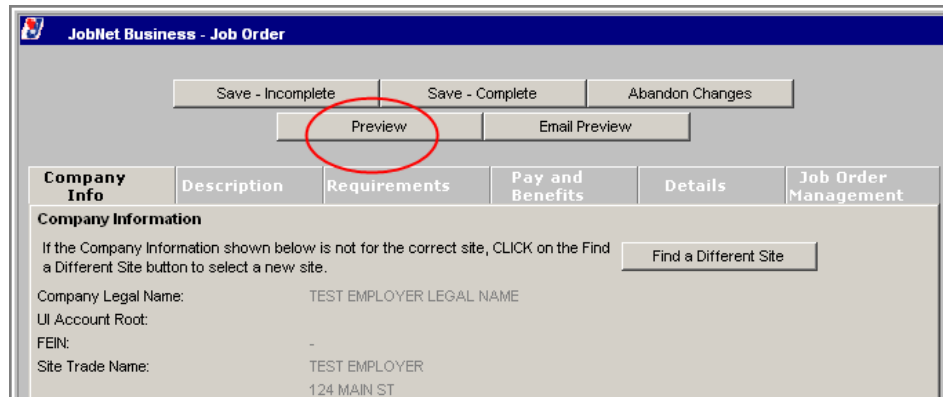 JobNet Business - Job Order
Save - Incomplete Save - Complete Abandon Changes
Preview Email Preview
Company Info Description Requirements Pay and Benefits Details Job Order Management
Company Information
If the Company Information shown below is not for the correct site, CLICK on the Find
a Different Site button to select a new site.
Find a Different Site
Company Legal Name: TEST EMPLOYER LEGAL NAME
UI Account Root:
FEIN: -
Site Trade Name: TEST EMPLOYER
124 MAIN ST